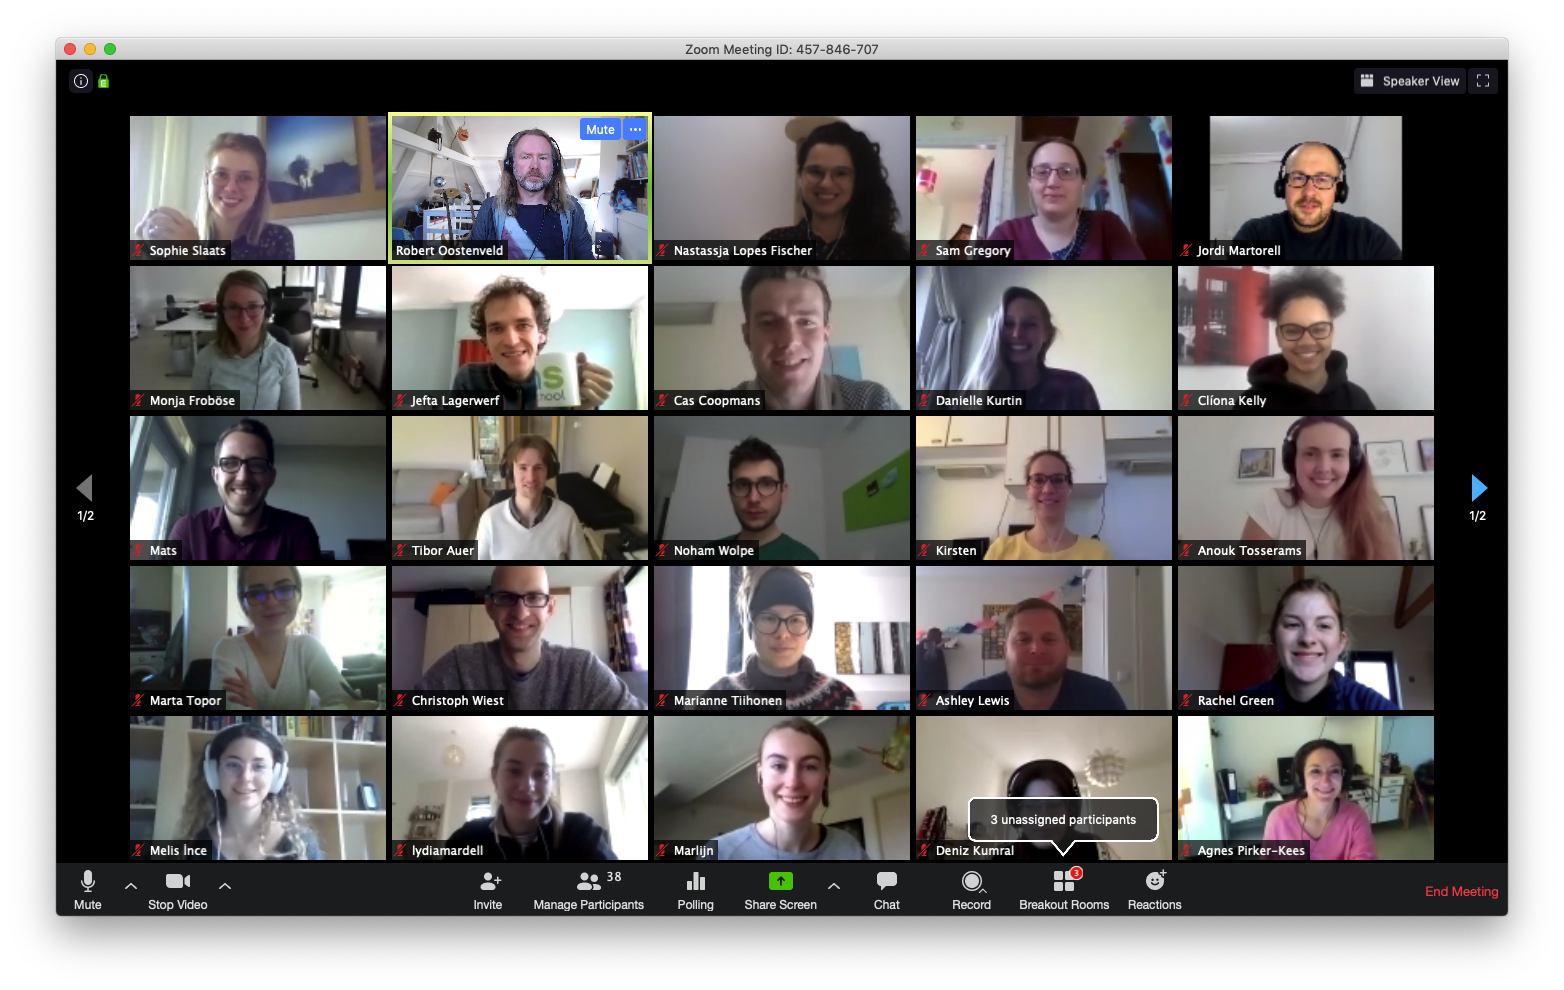 Zoom Meeting ID: 457-846-707
Speaker View
Mute
Sophie Slaats
Robert Oostenveld
Nastassja Lopes Fischer
Sam Gregory
Jordi Martorell
Monja Froböse
Jefta Lagerwerf
Cas Coopmans
Danielle Kurtin
Clíona Kelly
1/2
Mats
Tibor Auer
Noham Wolpe
Kirsten
Anouk Tosserams
1/2
Marta Topor
Christoph Wiest
Marianne Tiihonen
Ashley Lewis
Rachel Green
3 unassigned participants
Melis İnce
lydiamardell
Marlijn
Deniz Kumral
Agnes Pirker-Kees
38
3
Mute
Stop Video
Invite
Manage Participants
Polling
Share Screen
Chat
Record
Breakout Rooms
Reactions
End Meeting